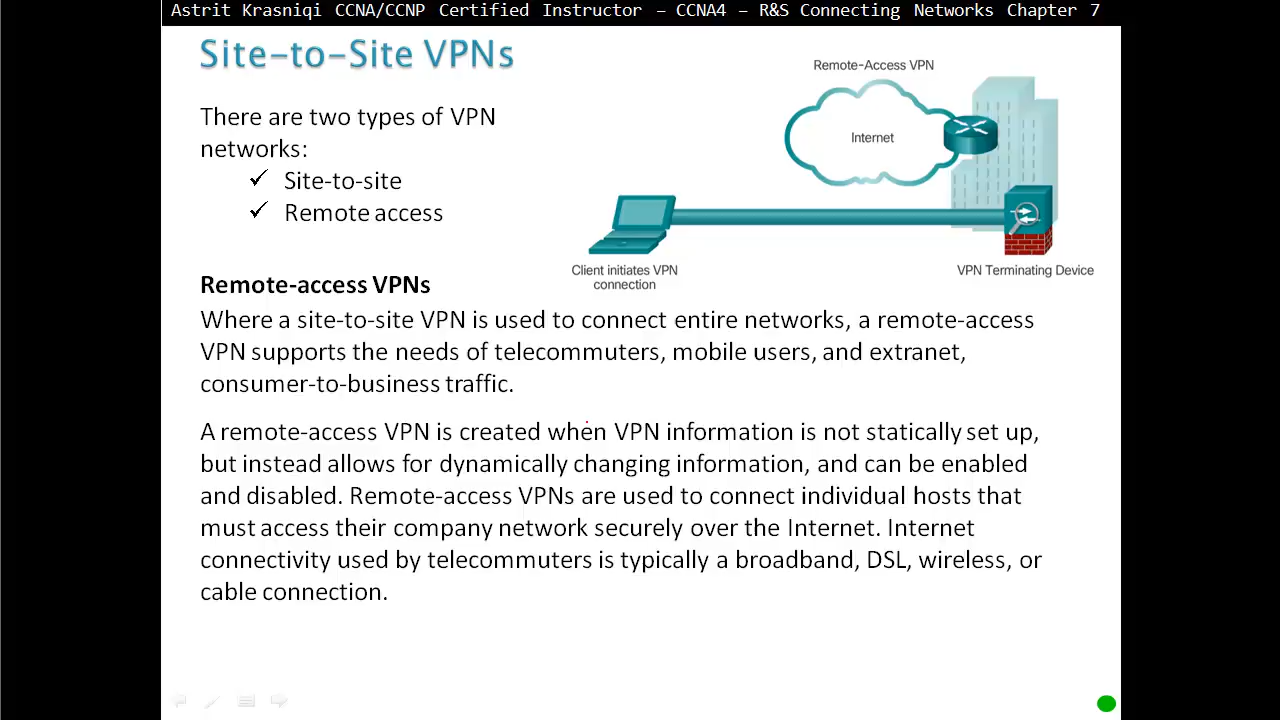 Astrit Krasniqi CCNA/CCNP Certified Instructor – CCNA4 – R&S Connecting Networks Chapter 7
Site-to-Site VPNs
There are two types of VPN
networks:
✓ Site-to-site
✓ Remote access
Remote-Access VPN
Internet
Client initiates VPN
connection
VPN Terminating Device
Remote-access VPNs
Where a site-to-site VPN is used to connect entire networks, a remote-access
VPN supports the needs of telecommuters, mobile users, and extranet,
consumer-to-business traffic.
A remote-access VPN is created when VPN information is not statically set up,
but instead allows for dynamically changing information, and can be enabled
and disabled. Remote-access VPNs are used to connect individual hosts that
must access their company network securely over the Internet. Internet
connectivity used by telecommuters is typically a broadband, DSL, wireless, or
cable connection.